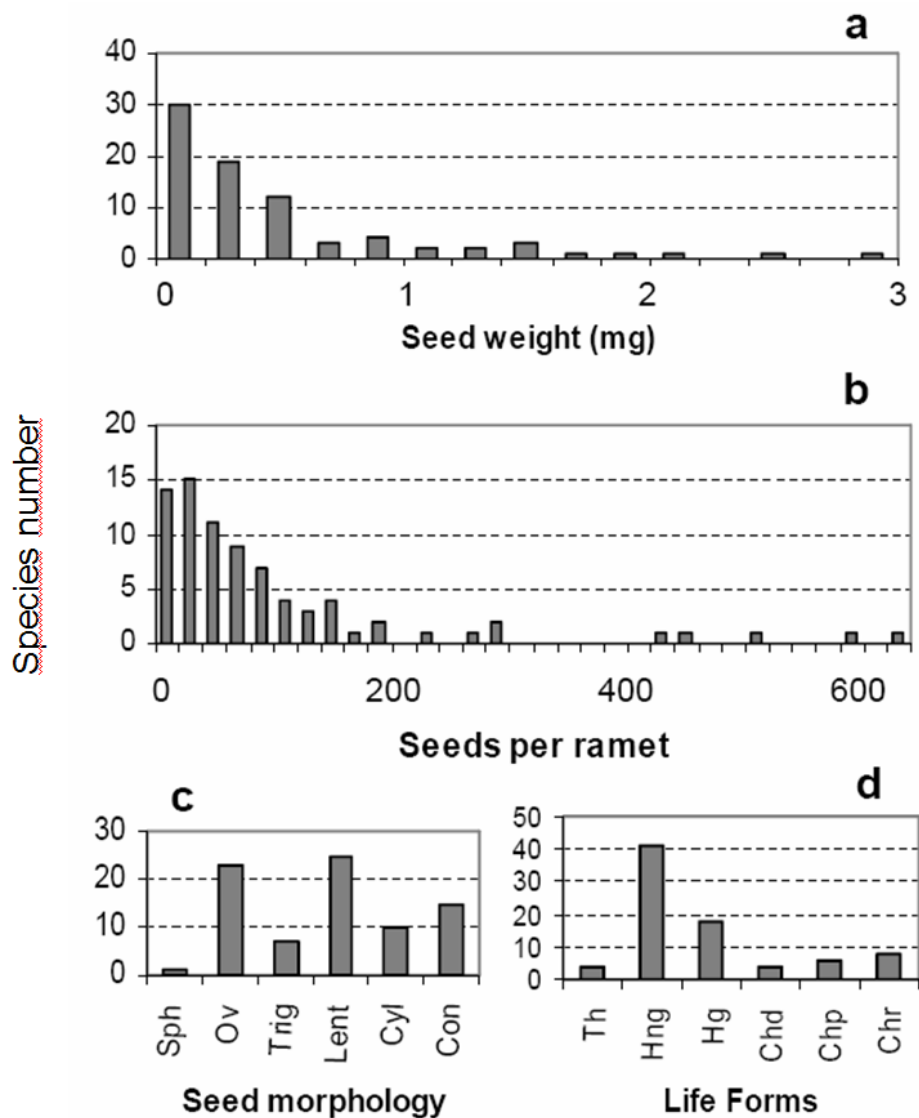 a
40
30
20
10
0
0 1 2 3
Seed weight (mg)
Species number
b
20
15
10
5
0
0 200 400 600
Seeds per ramet
c
30
20
10
0
Sph Ov Trig Lent Cyl Con
Seed morphology
d
50
40
30
20
10
0
Th Hng Hg Chd Chp Chr
Life Forms